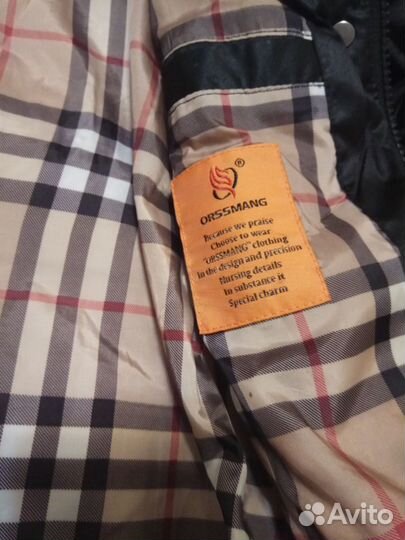 ®
ORSSMANG
Because we praise
Choose to wear
"ORSSMANG" clothing
In the design and precision
Nursing details
In substance it
Special charm
Avito